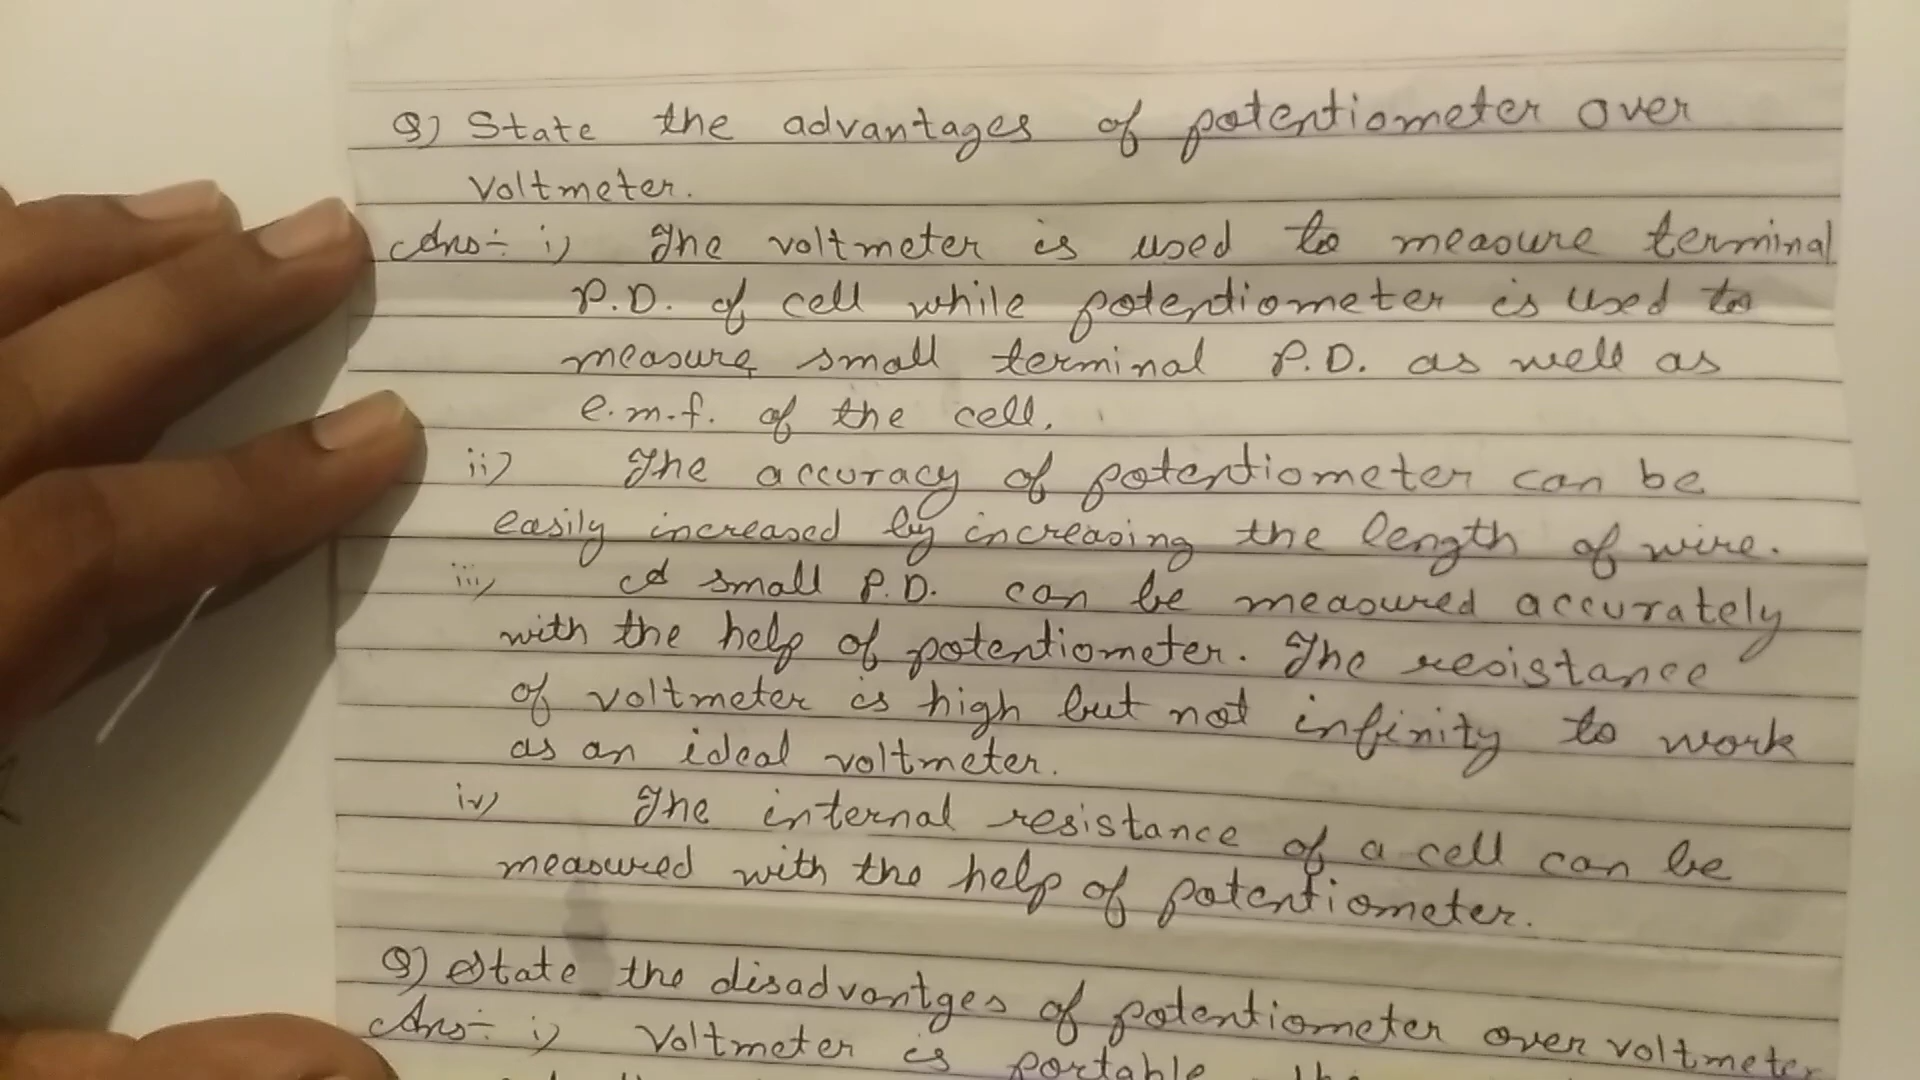 Q) State the advantages of potentiometer over
voltmeter.
Ans÷ i) The voltmeter is used to measure terminal
P.D. of cell while potentiometer is used to
measure small terminal P.D. as well as
e.m.f. of the cell.
ii) The accuracy of potentiometer can be
easily increased by increasing the length of wire.
iii) A small P.D. can be measured accurately
with the help of potentiometer. The resistance
of voltmeter is high but not infinity to work
as an ideal voltmeter.
iv) The internal resistance of a cell can be
measured with the help of potentiometer.
Q) State the disadvantges of potentiometer over voltmeter
Ans÷ i) Voltmeter is portable